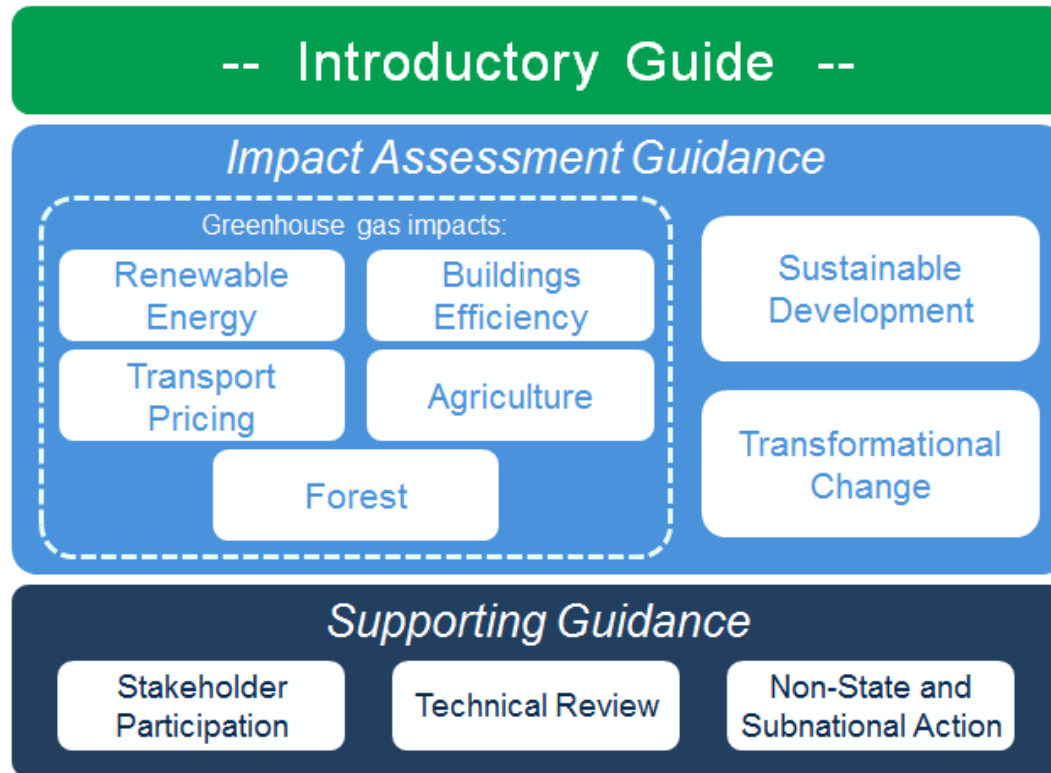 -- Introductory Guide --
Impact Assessment Guidance
Greenhouse gas impacts:
Renewable
Energy
Buildings
Efficiency
Transport
Pricing
Agriculture
Forest
Sustainable
Development
Transformational
Change
Supporting Guidance
Stakeholder
Participation
Technical Review
Non-State and
Subnational Action